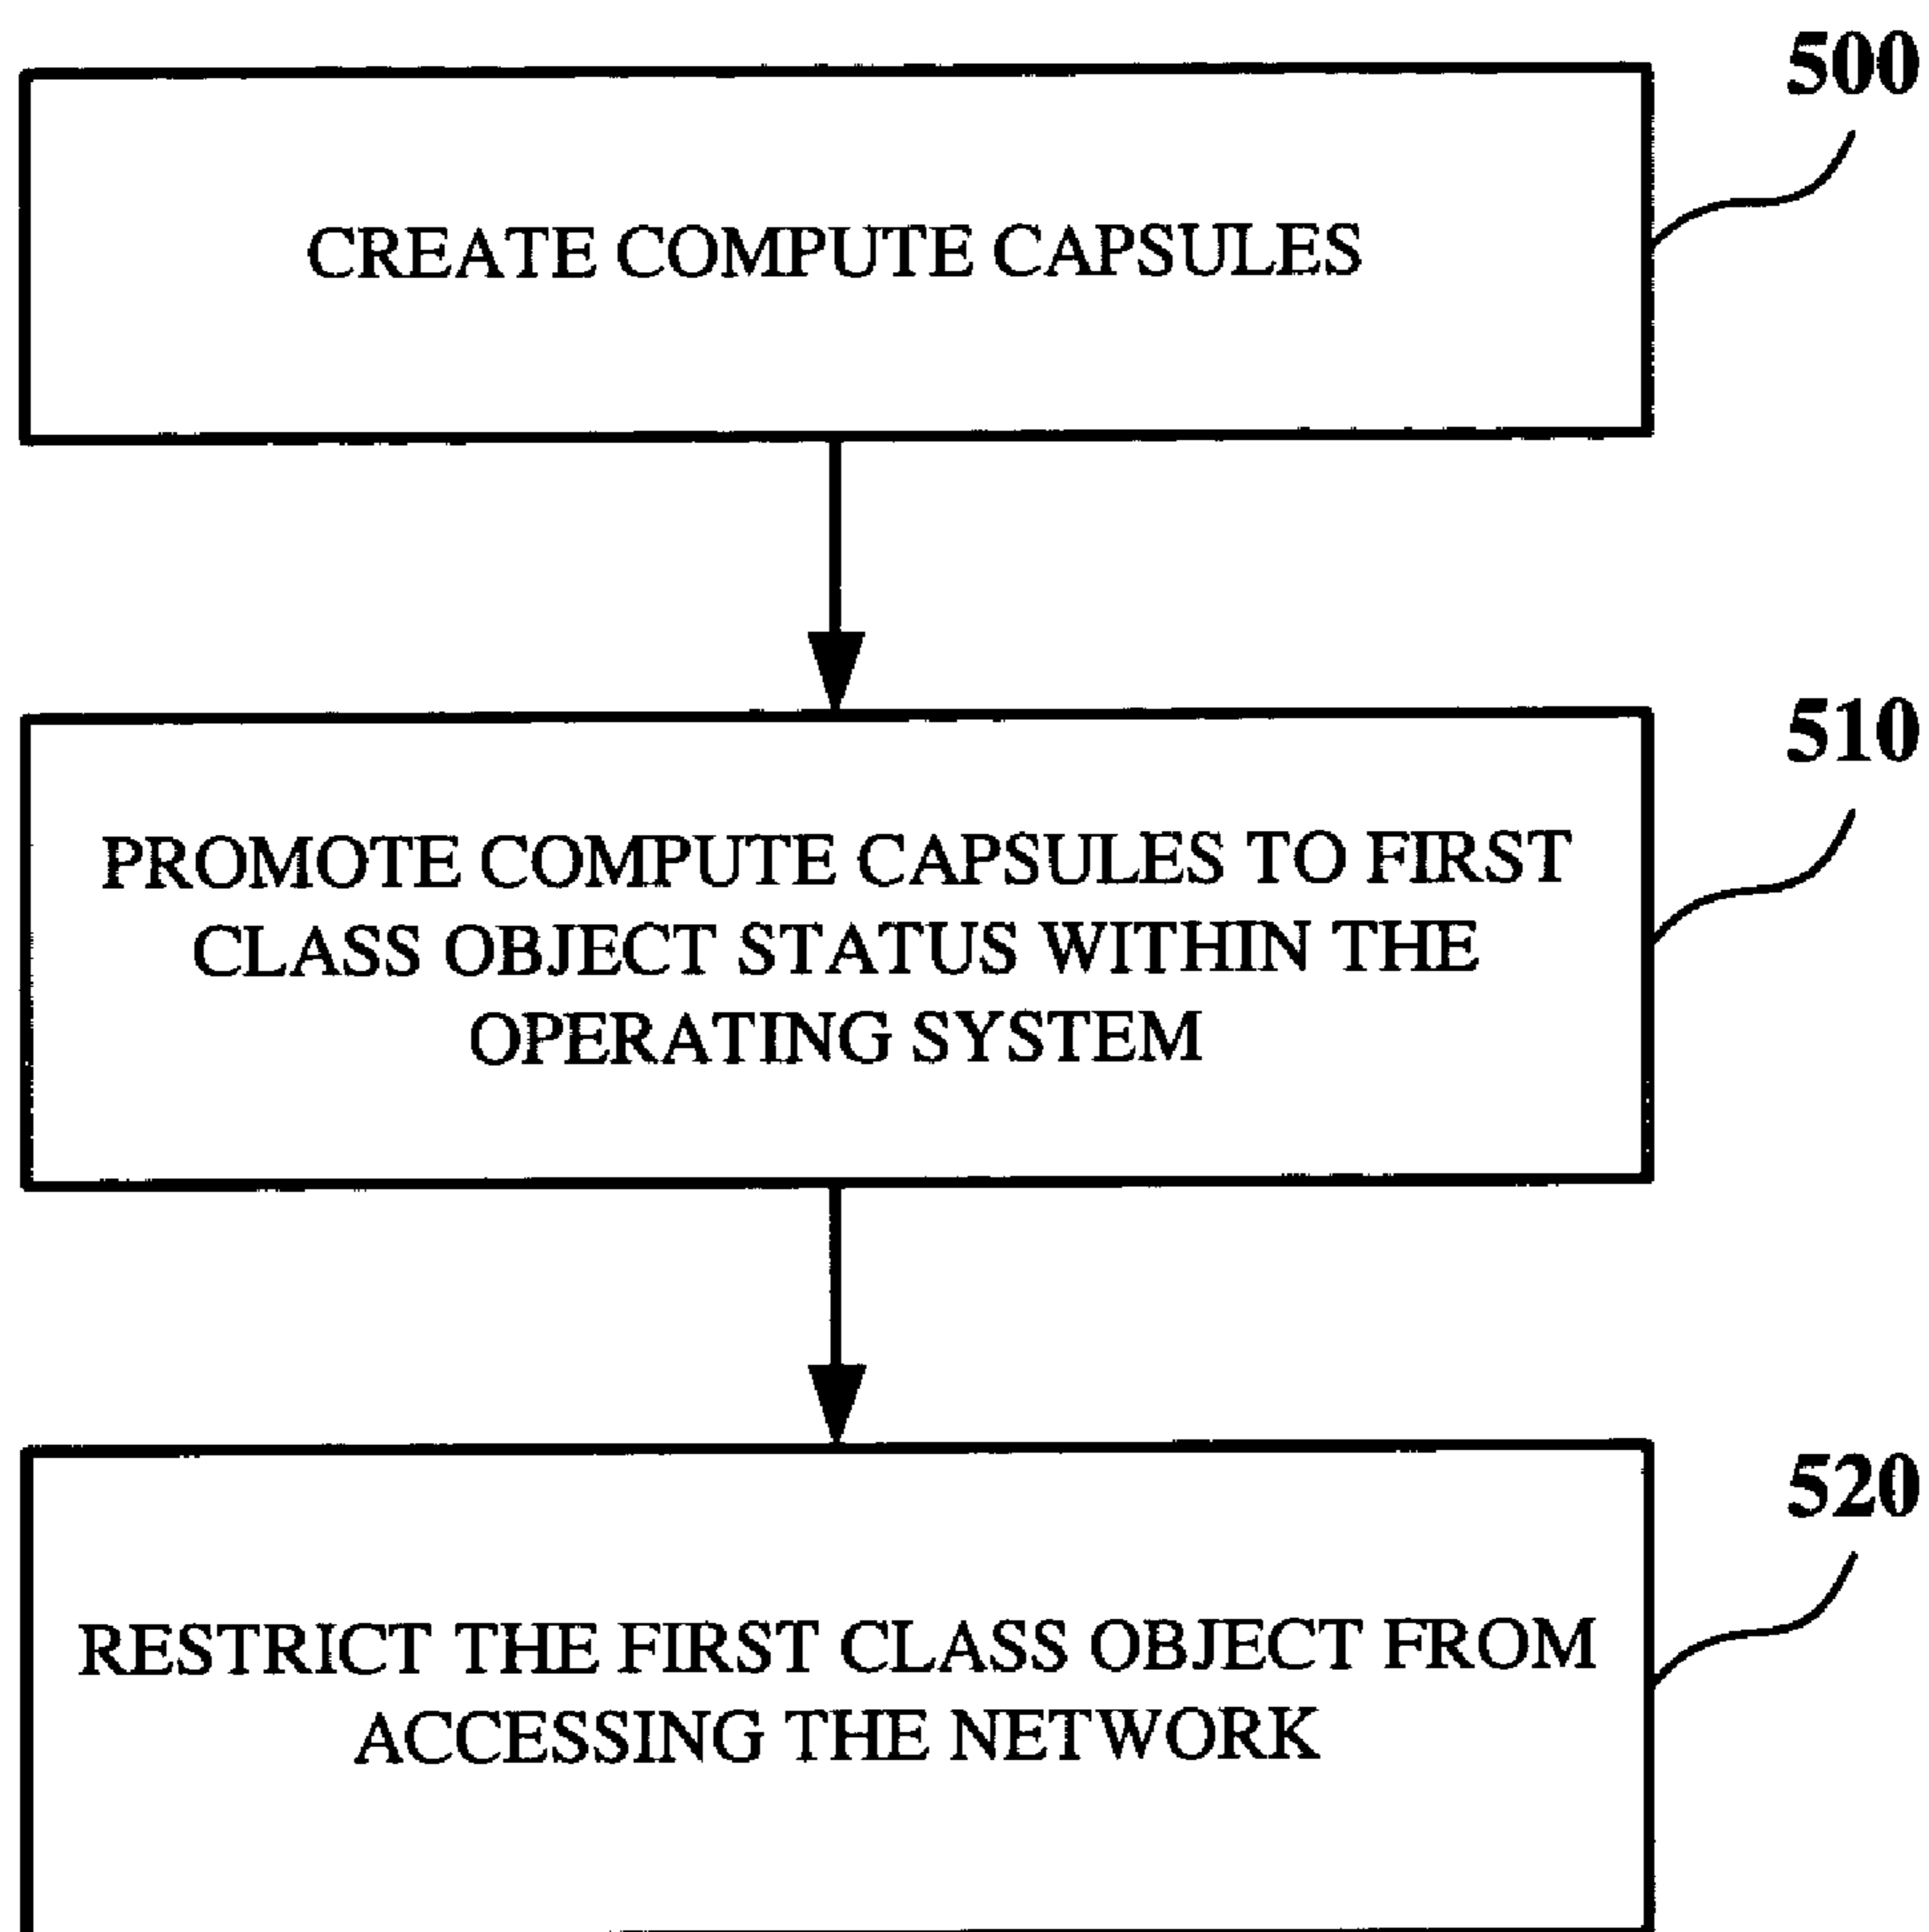 500
CREATE COMPUTE CAPSULES
510
PROMOTE COMPUTE CAPSULES TO FIRST
CLASS OBJECT STATUS WITHIN THE
OPERATING SYSTEM
520
RESTRICT THE FIRST CLASS OBJECT FROM
ACCESSING THE NETWORK